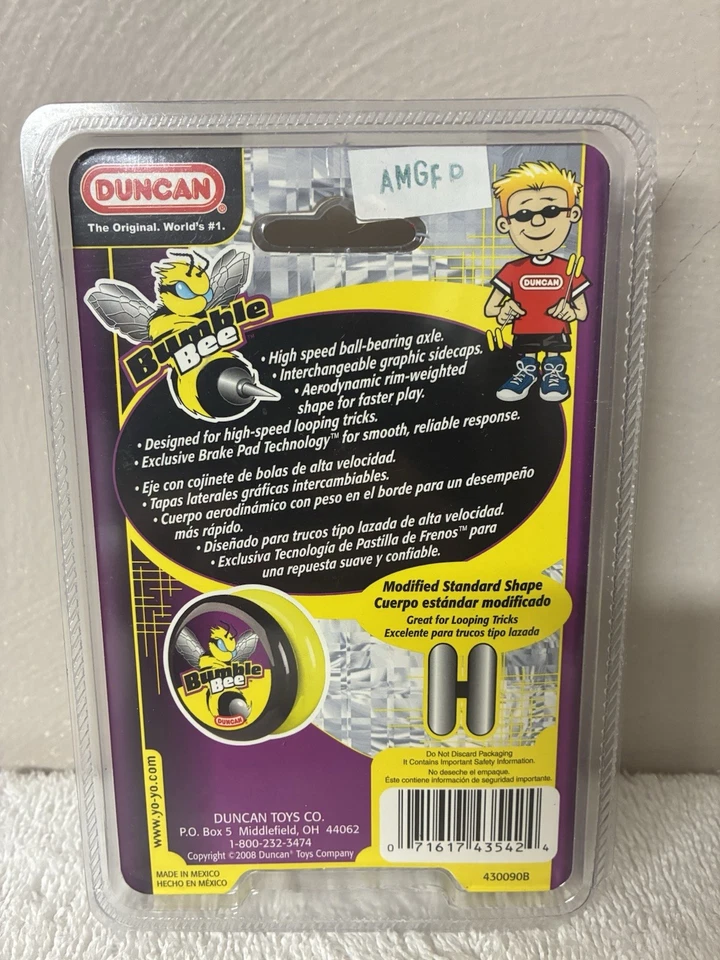 AMGFD
DUNCAN®
The Original. World's #1.
DUNCAN
Bumble
Bee™
• High speed ball-bearing axle.
• Interchangeable graphic sidecaps.
• Aerodynamic rim-weighted
shape for faster play.
• Designed for high-speed looping tricks.
• Exclusive Brake Pad Technology™ for smooth, reliable response.
• Eje con cojinete de bolas de alta velocidad.
• Tapas laterales gráficas intercambiables.
• Cuerpo aerodinámico con peso en el borde para un desempeño
más rápido.
• Diseñado para trucos tipo lazada de alta velocidad.
• Exclusiva Tecnología de Pastilla de Frenos™ para
una repuesta suave y confiable.
Modified Standard Shape
Cuerpo estándar modificado
Great for Looping Tricks
Excelente para trucos tipo lazada
Bumble
Bee™
DUNCAN
Do Not Discard Packaging
It Contains Important Safety Information.
No deseche el empaque.
Éste contiene información de seguridad importante.
www.yo-yo.com
DUNCAN TOYS CO.
P.O. Box 5 Middlefield, OH 44062
1-800-232-3474
Copyright ©2008 Duncan® Toys Company
0 71617 43542 4
MADE IN MEXICO
HECHO EN MÉXICO
430090B